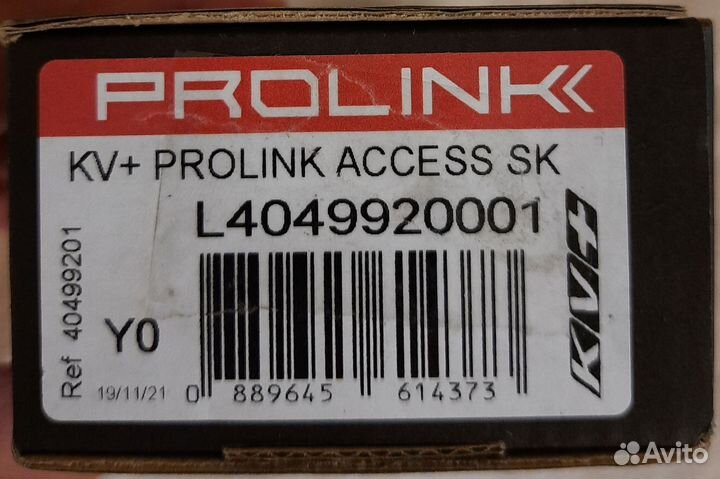 PROLINK
KV+ PROLINK ACCESS SK
L4049920001
KV+
Ref 40499201
Y0
19/11/21
0 889645 614373
Avito